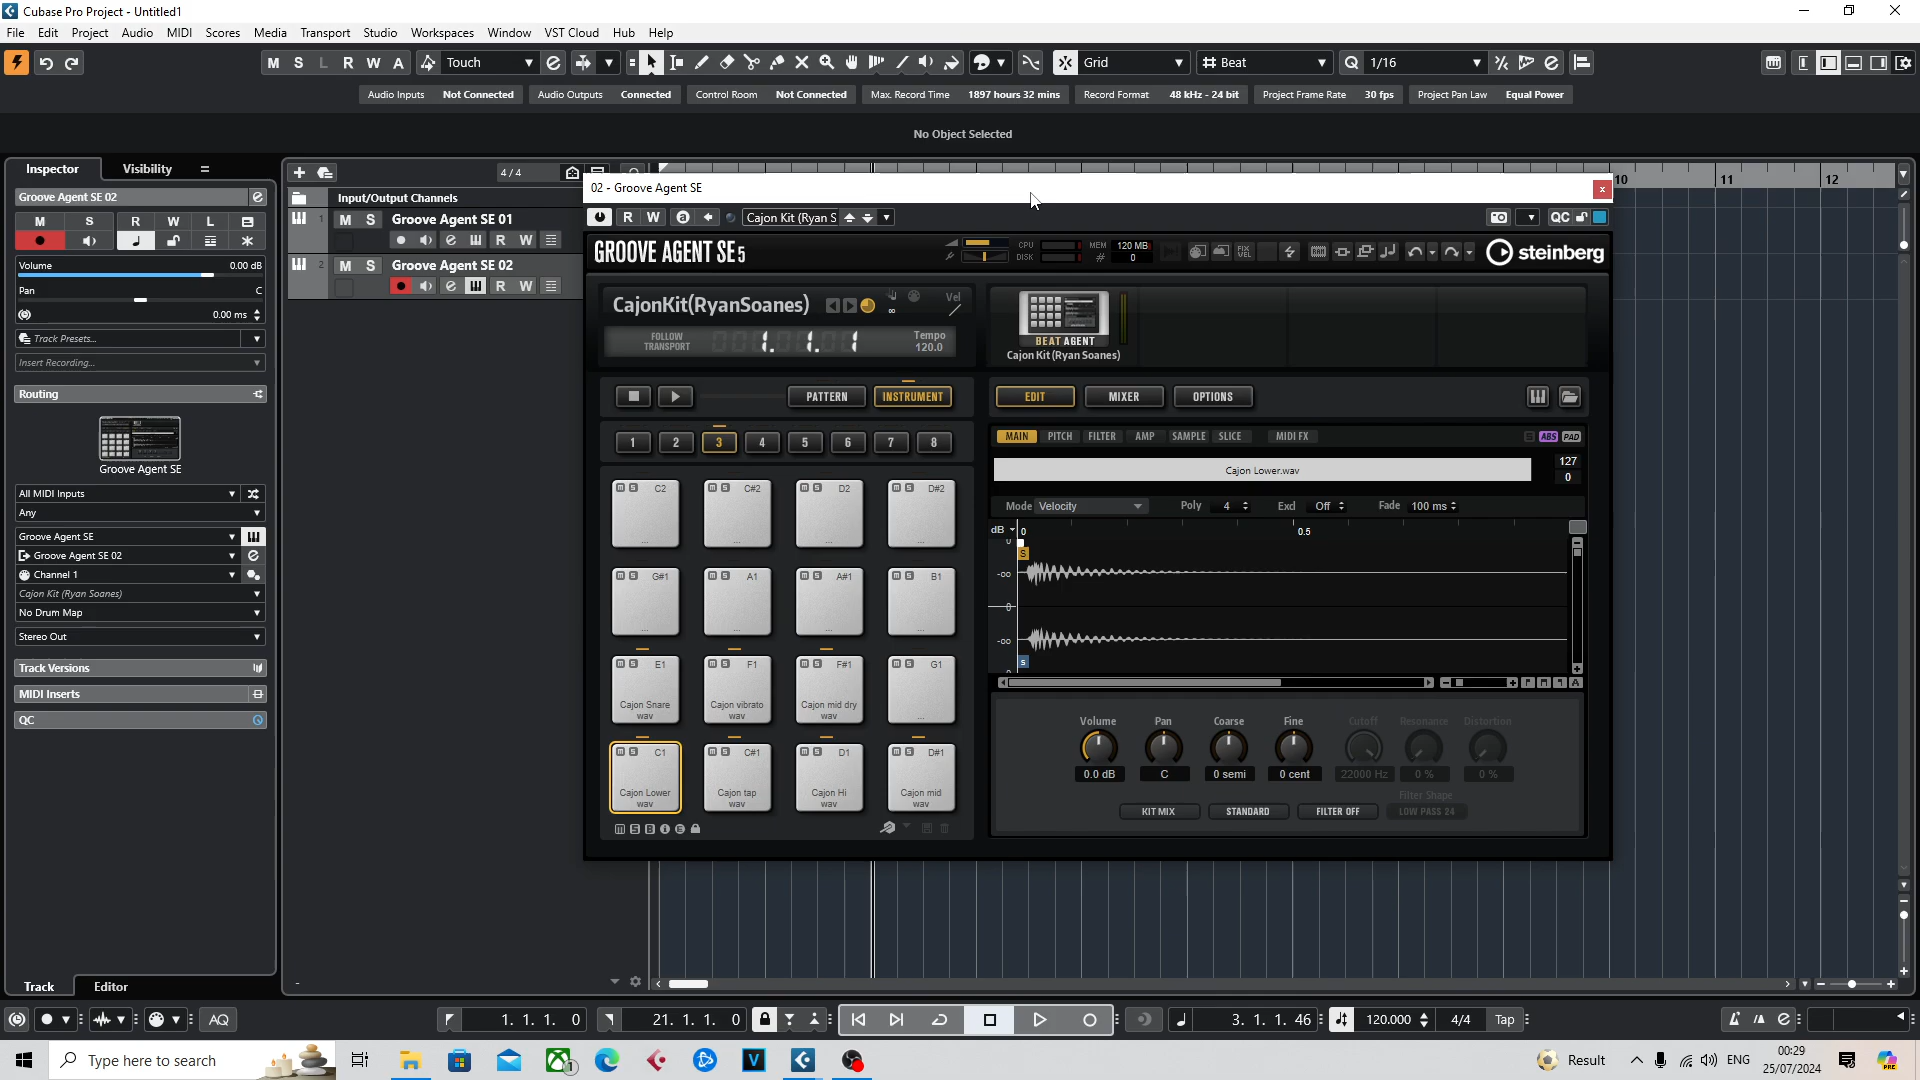 Cubase Pro Project - Untitled1
File Edit Project Audio MIDI Scores Media Transport Studio Workspaces Window VST Cloud Hub Help
M S L R W A Touch Grid Beat Q 1/16
Audio Inputs Not Connected Audio Outputs Connected Control Room Not Connected Max. Record Time 1897 hours 32 mins Record Format 48 kHz - 24 bit Project Frame Rate 30 fps Project Pan Law Equal Power
No Object Selected
Inspector Visibility
Groove Agent SE 02
M S R W L
Volume 0.00 dB
Pan C
0.00 ms
Track Presets...
Insert Recording...
Routing
Groove Agent SE
All MIDI Inputs
Any
Groove Agent SE
Groove Agent SE 02
Channel 1
Cajon Kit (Ryan Soanes)
No Drum Map
Stereo Out
Track Versions
MIDI Inserts
QC
Track Editor
4/4
Input/Output Channels
1 M S Groove Agent SE 01
R W
2 M S Groove Agent SE 02
R W
10 11 12
02 - Groove Agent SE
R W Cajon Kit (Ryan S QC
GROOVE AGENT SE5 CPU DISK MEM 120 MB # 0 FIX VEL steinberg
CajonKit(RyanSoanes) Vel
FOLLOW TRANSPORT 1. 1. 1 Tempo 120.0
BEAT AGENT
Cajon Kit (Ryan Soanes)
PATTERN INSTRUMENT EDIT MIXER OPTIONS
1 2 3 4 5 6 7 8
MAIN PITCH FILTER AMP SAMPLE SLICE MIDI FX ABS PAD
Cajon Lower.wav 127 0
Mode Velocity Poly 4 Excl Off Fade 100 ms
dB 0 0.5
C2 C#2 D2 D#2
G#1 A1 A#1 B1
E1 F1 F#1 G1
Cajon Snare wav Cajon vibrato wav Cajon mid dry wav ...
C1 C#1 D1 D#1
Cajon Lower wav Cajon tap wav Cajon Hi wav Cajon mid wav
Volume Pan Coarse Fine Cutoff Resonance Distortion
0.0 dB C 0 semi 0 cent 22000 Hz 0 % 0 %
Filter Shape
KIT MIX STANDARD FILTER OFF LOW PASS 24
AQ 1. 1. 1. 0 21. 1. 1. 0 3. 1. 1. 46 120.000 4/4 Tap
Type here to search Result ENG 00:29
25/07/2024